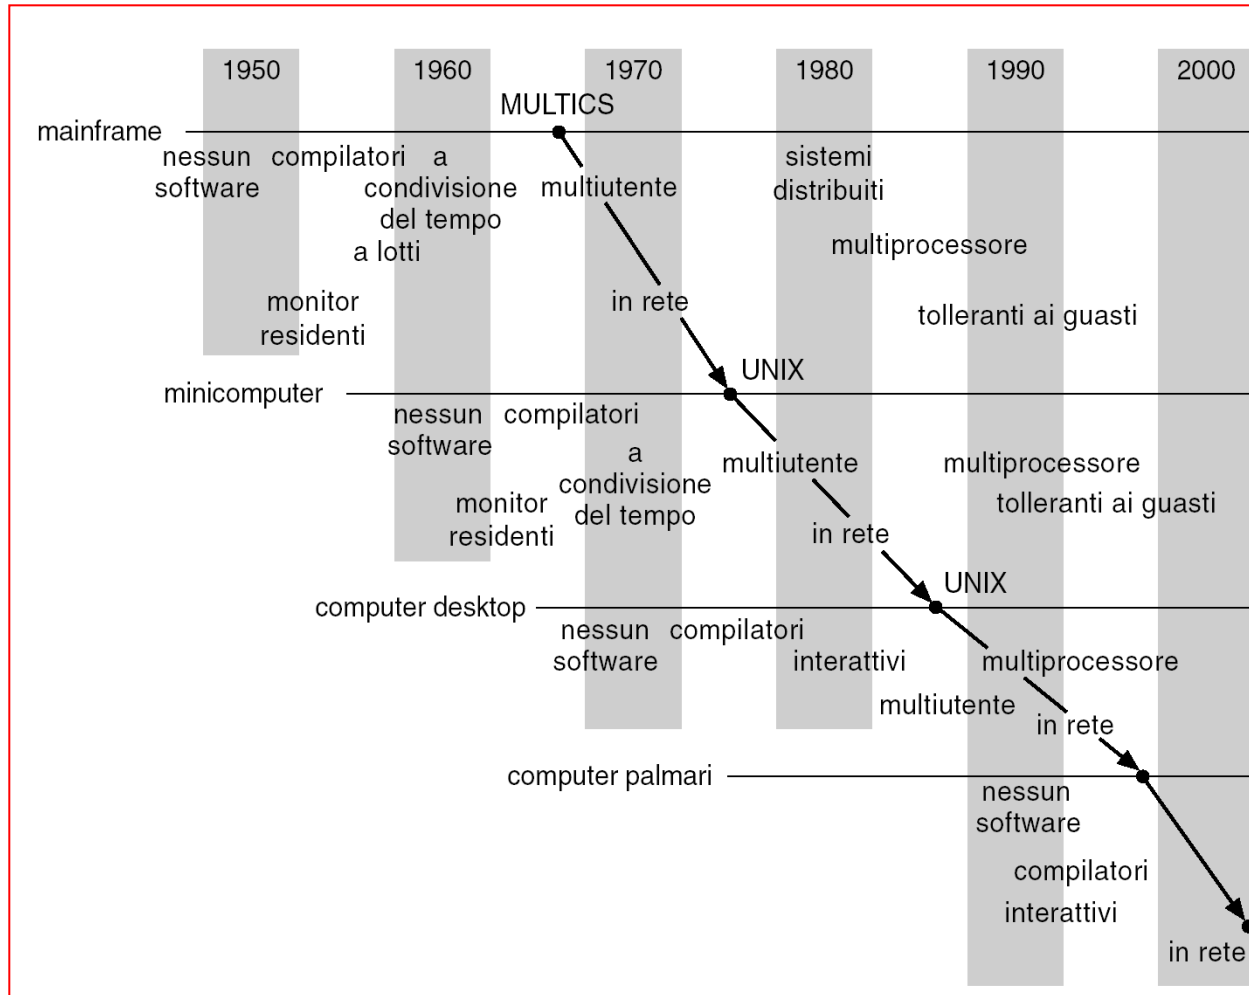 1950 1960 1970 1980 1990 2000
MULTICS
mainframe
nessun compilatori a sistemi
software condivisione multiutente distribuiti
del tempo
a lotti multiprocessore
monitor in rete tolleranti ai guasti
residenti
UNIX
minicomputer
nessun compilatori
software a
multiutente multiprocessore
condivisione
monitor tolleranti ai guasti
del tempo
residenti in rete
UNIX
computer desktop
nessun compilatori
software interattivi multiprocessore
multiutente
in rete
computer palmari
nessun
software
compilatori
interattivi
in rete